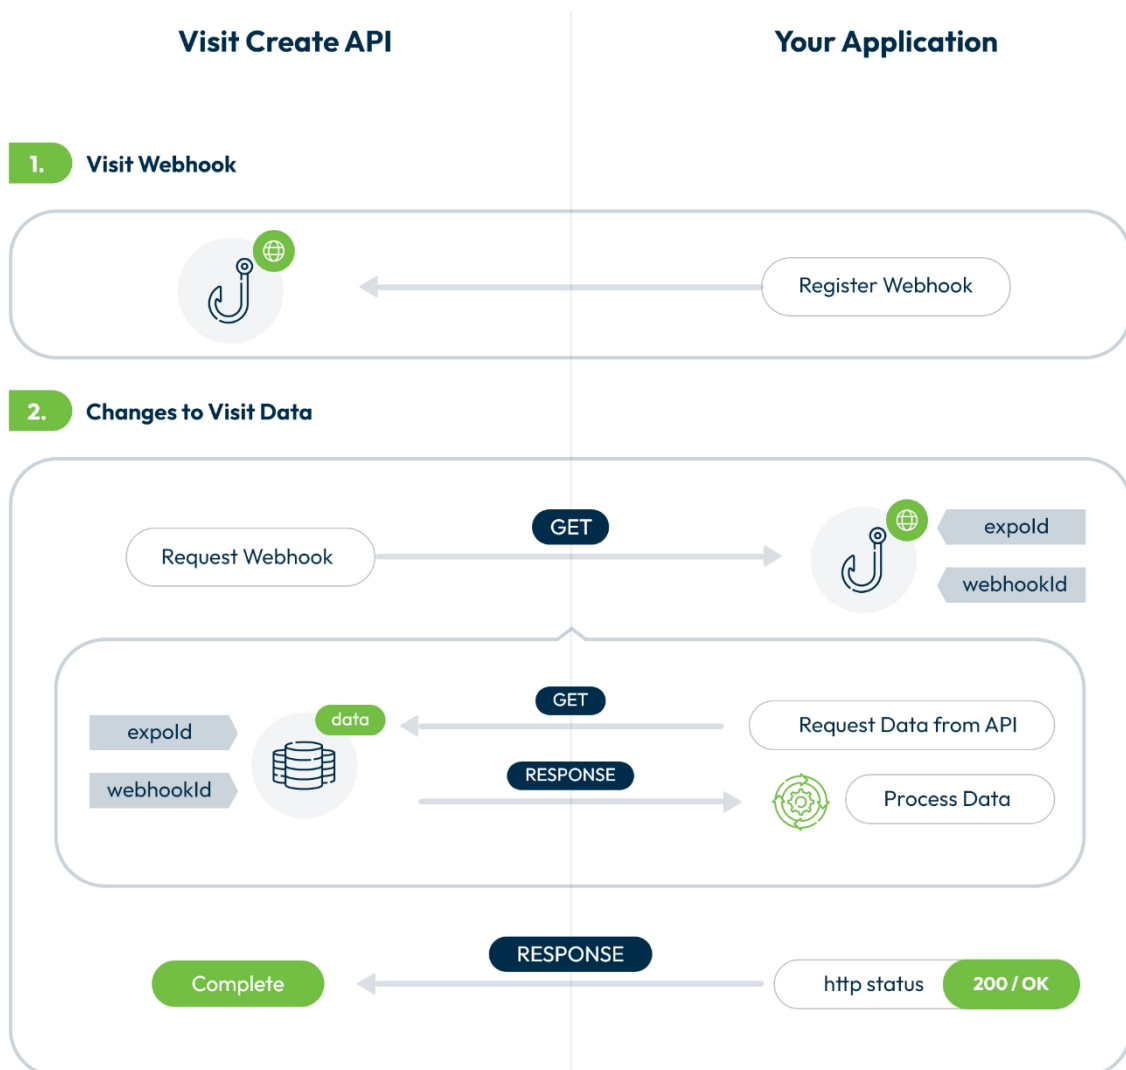 Visit Create API
Your Application
1.
Visit Webhook
Register Webhook
2.
Changes to Visit Data
GET
Request Webhook
expoId
webhookId
GET
data
expoId
Request Data from API
RESPONSE
webhookId
Process Data
RESPONSE
Complete
http status
200 / OK